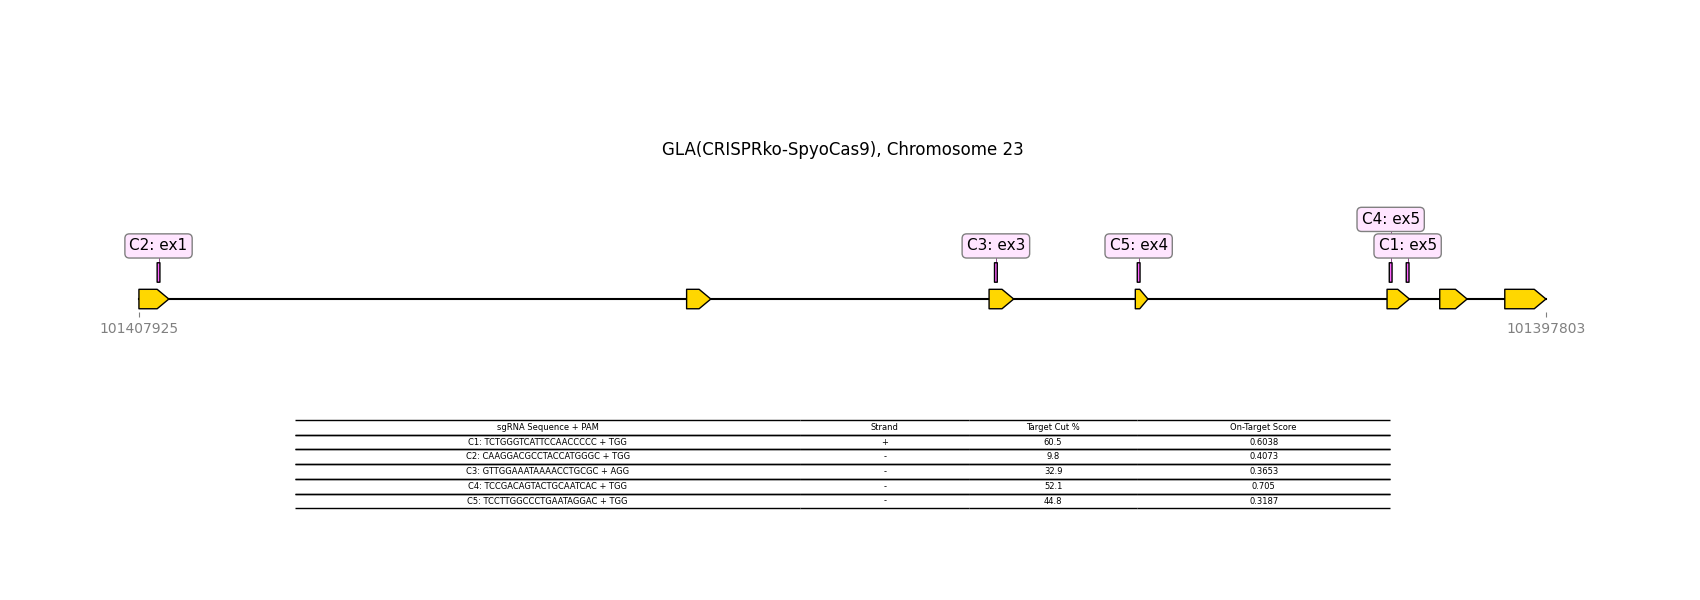 GLA(CRISPRko-SpyoCas9), Chromosome 23
C4: ex5
C2: ex1 C3: ex3 C5: ex4 C1: ex5
101407925 101397803
sgRNA Sequence + PAM Strand Target Cut % On-Target Score
C1: TCTGGGTCATTCCAACCCCC + TGG + 60.5 0.6038
C2: CAAGGACGCCTACCATGGGC + TGG - 9.8 0.4073
C3: GTTGGAAATAAAACCTGCGC + AGG - 32.9 0.3653
C4: TCCGACAGTACTGCAATCAC + TGG - 52.1 0.705
C5: TCCTTGGCCCTGAATAGGAC + TGG - 44.8 0.3187